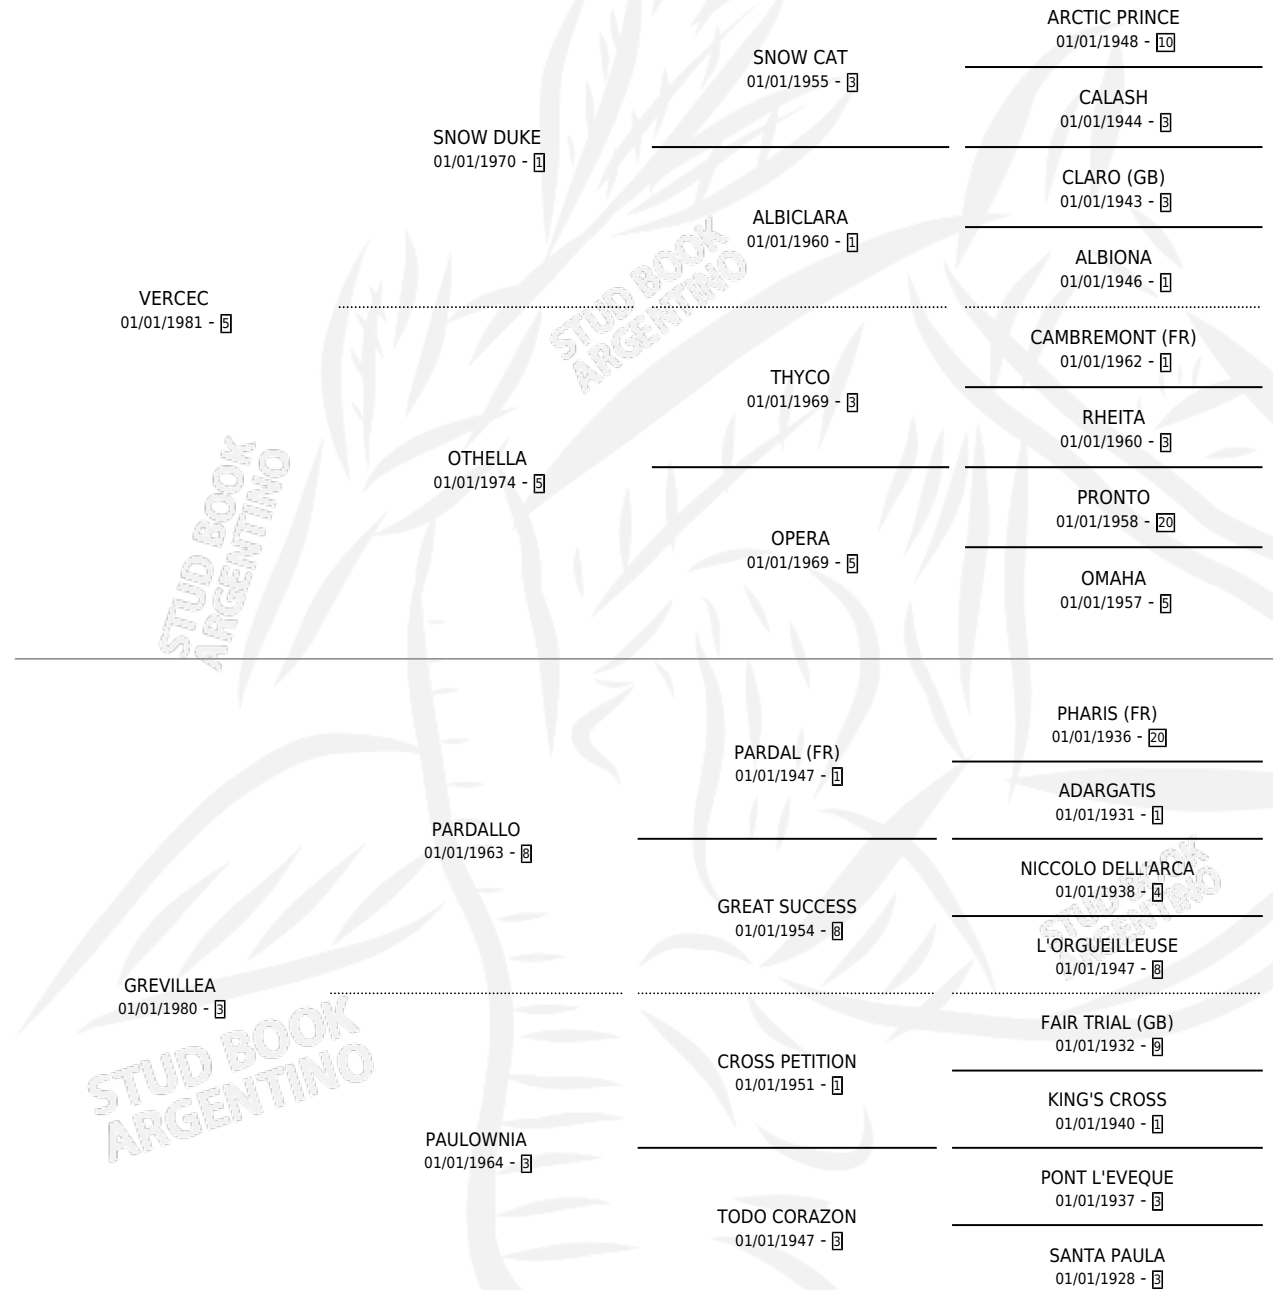 ARCTIC PRINCE
01/01/1948 - 10
SNOW CAT
01/01/1955 - 3
CALASH
01/01/1944 - 3
SNOW DUKE
01/01/1970 - 1
CLARO (GB)
01/01/1943 - 3
ALBICLARA
01/01/1960 - 1
ALBIONA
01/01/1946 - 1
VERCEC
01/01/1981 - 5
CAMBREMONT (FR)
01/01/1962 - 1
THYCO
01/01/1969 - 3
RHEITA
01/01/1960 - 3
OTHELLA
01/01/1974 - 5
PRONTO
01/01/1958 - 20
OPERA
01/01/1969 - 5
OMAHA
01/01/1957 - 5
STUD BOOK
ARGENTINO
STUD BOOK
ARGENTINO
PHARIS (FR)
01/01/1936 - 20
PARDAL (FR)
01/01/1947 - 1
ADARGATIS
01/01/1931 - 1
PARDALLO
01/01/1963 - 8
NICCOLO DELL'ARCA
01/01/1938 - 4
GREAT SUCCESS
01/01/1954 - 8
L'ORGUEILLEUSE
01/01/1947 - 8
GREVILLEA
01/01/1980 - 3
FAIR TRIAL (GB)
01/01/1932 - 9
CROSS PETITION
01/01/1951 - 1
KING'S CROSS
01/01/1940 - 1
PAULOWNIA
01/01/1964 - 3
PONT L'EVEQUE
01/01/1937 - 3
TODO CORAZON
01/01/1947 - 3
SANTA PAULA
01/01/1928 - 3
STUD BOOK
ARGENTINO
STUD BOOK
ARGENTINO